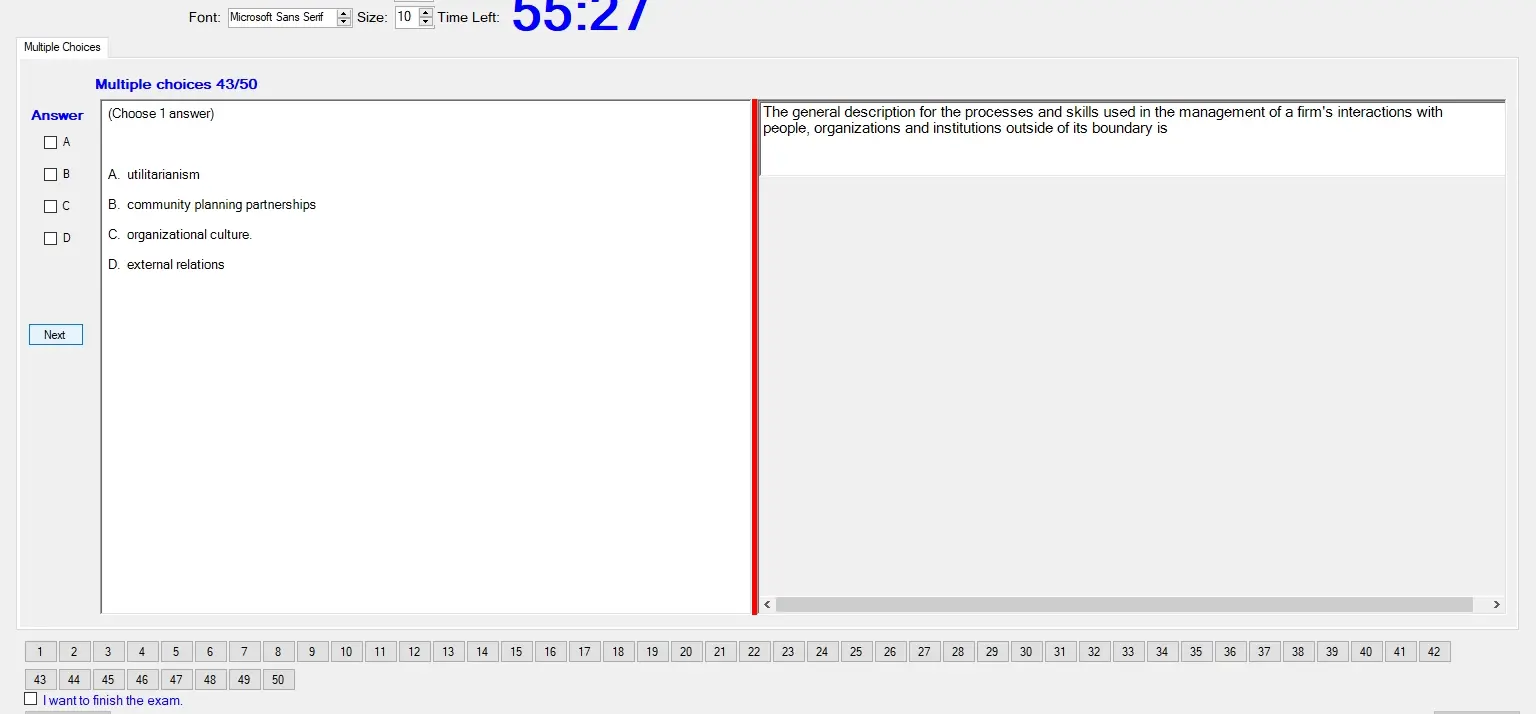 Font: Microsoft Sans Serif Size: 10 Time Left: 55:27
Multiple Choices
Multiple choices 43/50
Answer
A
B
C
D
Next
(Choose 1 answer)
A. utilitarianism
B. community planning partnerships
C. organizational culture.
D. external relations
The general description for the processes and skills used in the management of a firm's interactions with
people, organizations and institutions outside of its boundary is
1 2 3 4 5 6 7 8 9 10 11 12 13 14 15 16 17 18 19 20 21 22 23 24 25 26 27 28 29 30 31 32 33 34 35 36 37 38 39 40 41 42
43 44 45 46 47 48 49 50
I want to finish the exam.